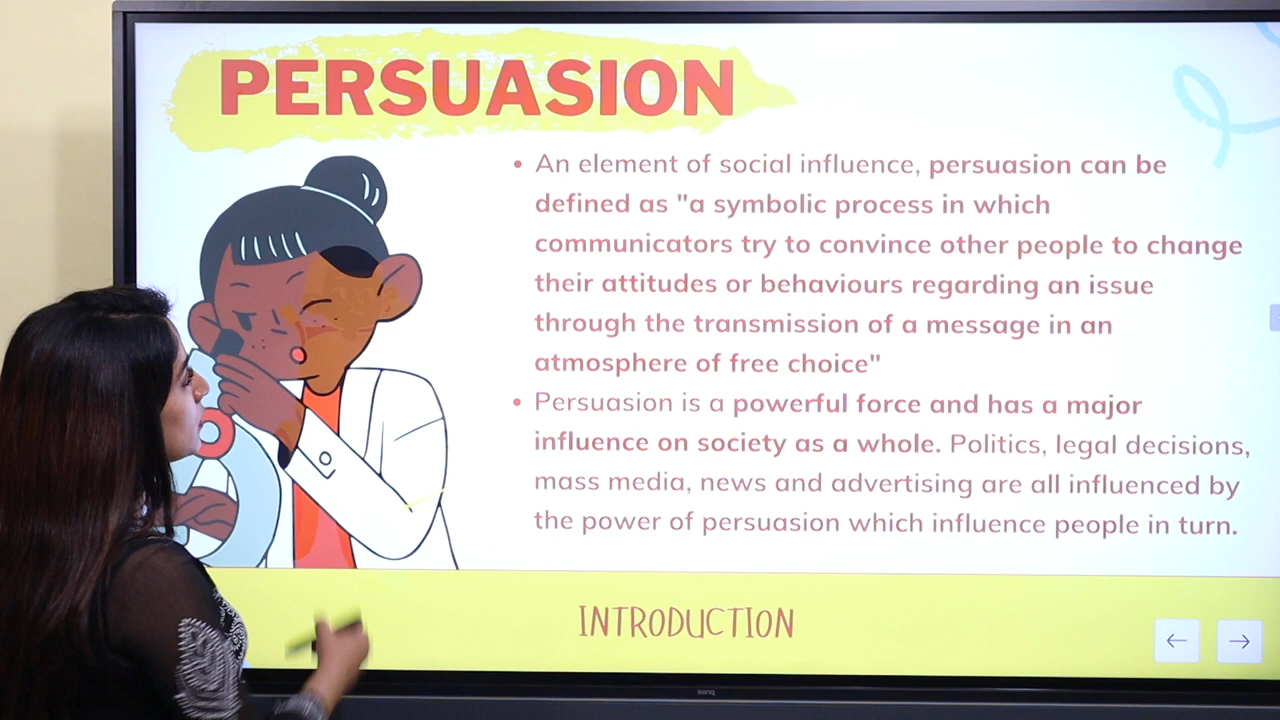 PERSUASION
• An element of social influence, persuasion can be
defined as "a symbolic process in which
communicators try to convince other people to change
their attitudes or behaviours regarding an issue
through the transmission of a message in an
atmosphere of free choice"
• Persuasion is a powerful force and has a major
influence on society as a whole. Politics, legal decisions,
mass media, news and advertising are all influenced by
the power of persuasion which influence people in turn.
INTRODUCTION
BenQ